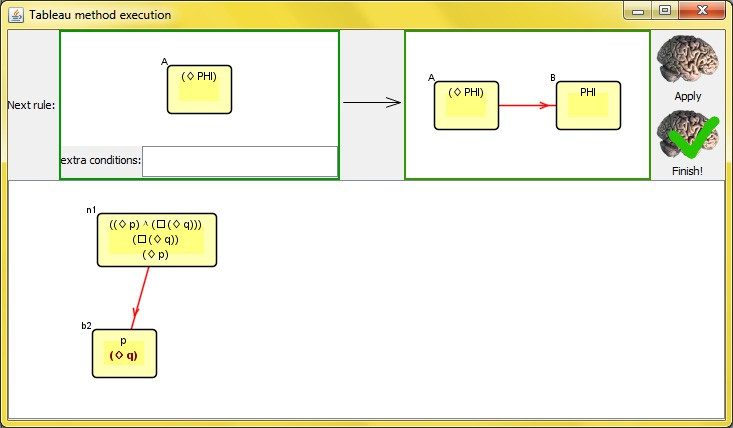 Tableau method execution
Next rule:
A
(◊ PHI)
extra conditions:
A
(◊ PHI)
B
PHI
Apply
Finish!
n1
((◊ p) ∧ (□ (◊ q)))
(□ (◊ q))
(◊ p)
b2
p
(◊ q)